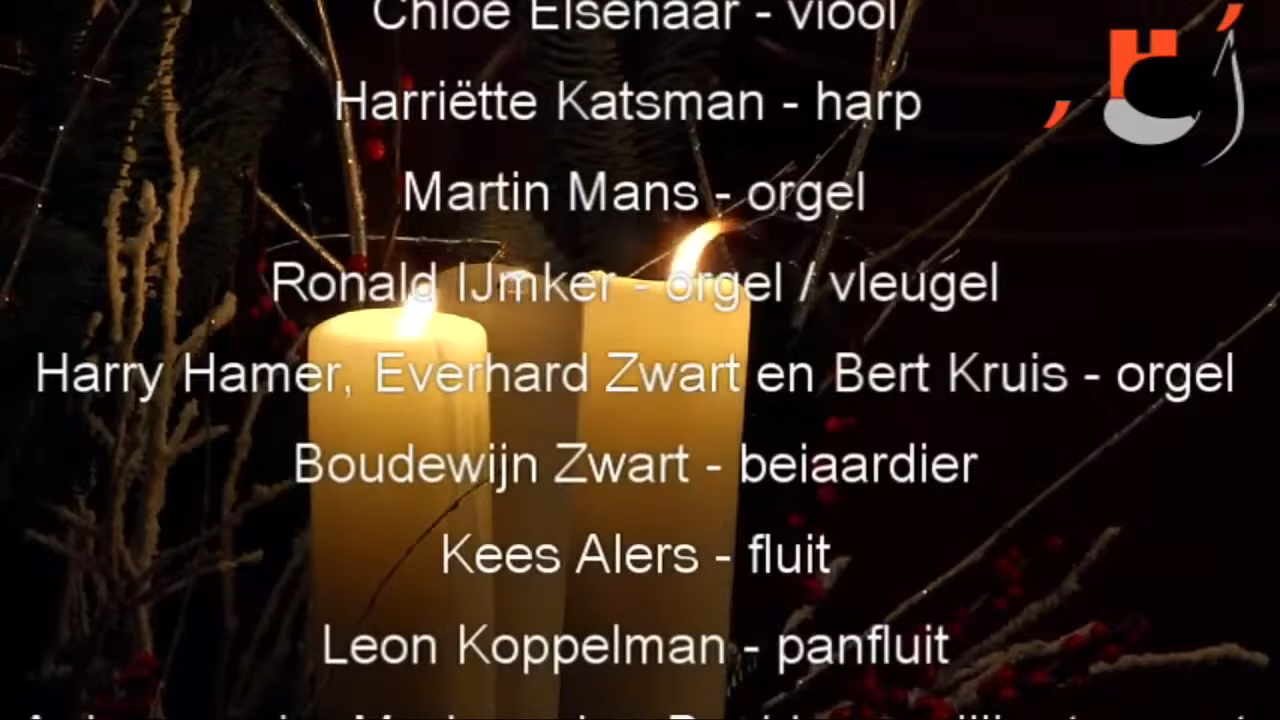 Chloë Elsenaar - viool
Harriëtte Katsman - harp
Martin Mans - orgel
Ronald IJmker - orgel / vleugel
Harry Hamer, Everhard Zwart en Bert Kruis - orgel
Boudewijn Zwart - beiaardier
Kees Alers - fluit
Leon Koppelman - panfluit